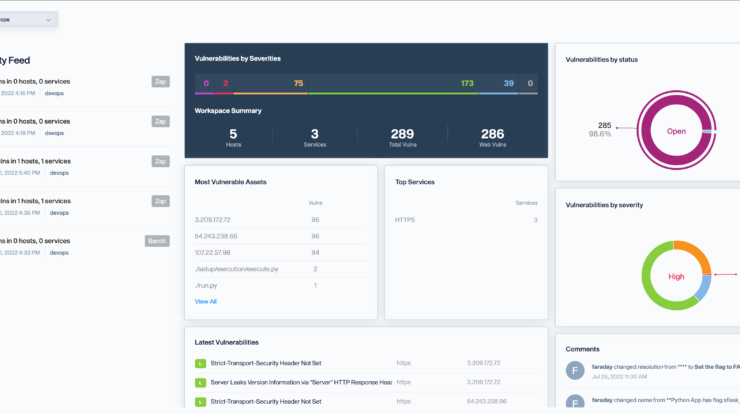 ops
ty Feed
ns in 0 hosts, 0 services
Zap
2022 4:16 PM
devops
ns in 0 hosts, 0 services
Zap
2022 4:18 PM
devops
lns in 1 hosts, 1 services
Zap
0, 2022 5:40 PM
devops
ns in 1 hosts, 1 services
Zap
0, 2022 4:36 PM
devops
ns in 0 hosts, 0 services
Bandit
0, 2022 4:33 PM
devops
Vulnerabilities by Severities
0 2 75 173 39 0
Workspace Summary
5 3 289 286
Hosts Services Total Vulns Web Vulns
Most Vulnerable Assets
Vulns
3.209.172.72 96
54.243.238.66 96
107.22.57.98 94
./setup/execution/execute.py 2
./run.py 1
View All
Top Services
Services
HTTPS 3
Latest Vulnerabilities
L Strict-Transport-Security Header Not Set https 3.209.172.72
L Server Leaks Version Information via "Server" HTTP Response Heac https 3.209.172.72
L Strict-Transport-Security Header Not Set https 54.243.238.66
Vulnerabilities by status
285
98.6%
Open
Vulnerabilities by severity
High
Comments
F
faraday changed resolution from "" to Set the flag to FA
Jul 26, 2022 11:30 AM
F
faraday changed name from "Python App has flag sflask,